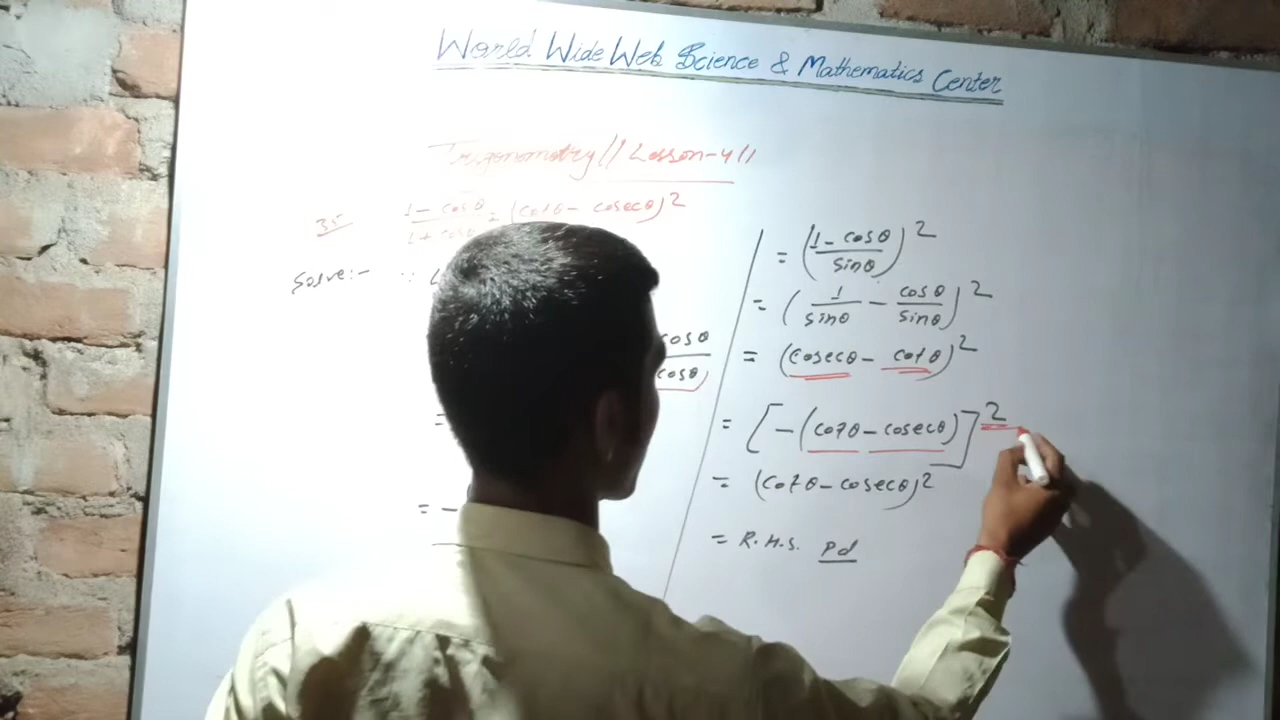 World Wide Web Science & Mathematics Center
Trigonometry // Lesson-4 //
35 1 - cosθ / 1 + cosθ = (cotθ - cosecθ)²
Solve:- ∵ L
cosθ
cosθ)
=
= -
= (1 - cosθ / sinθ)²
= (1 / sinθ - cosθ / sinθ)²
= (cosecθ - cotθ)²
= [-(cotθ - cosecθ)]²
= (cotθ - cosecθ)²
= R.H.S. Pd